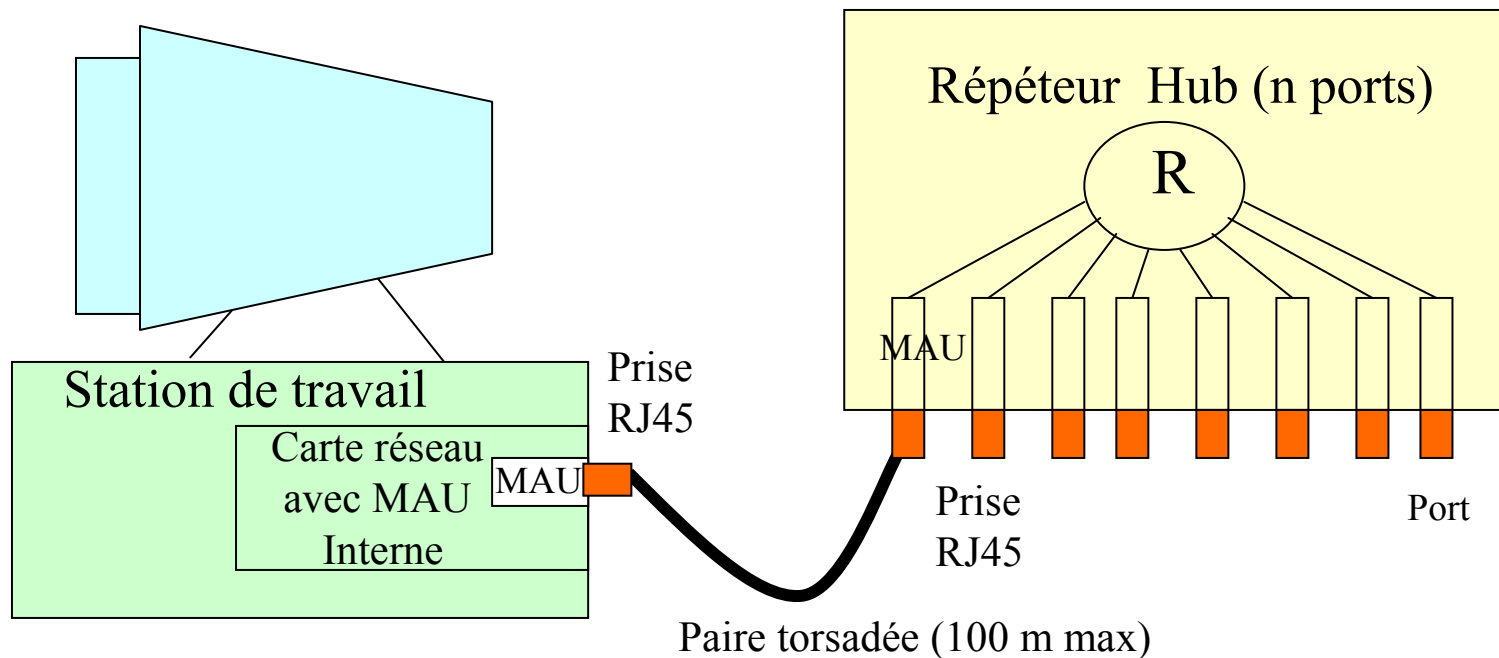 Répéteur Hub (n ports)
R
MAU
Station de travail
Prise
RJ45
Carte réseau
avec MAU
Interne
MAU
Prise
RJ45
Port
Paire torsadée (100 m max)